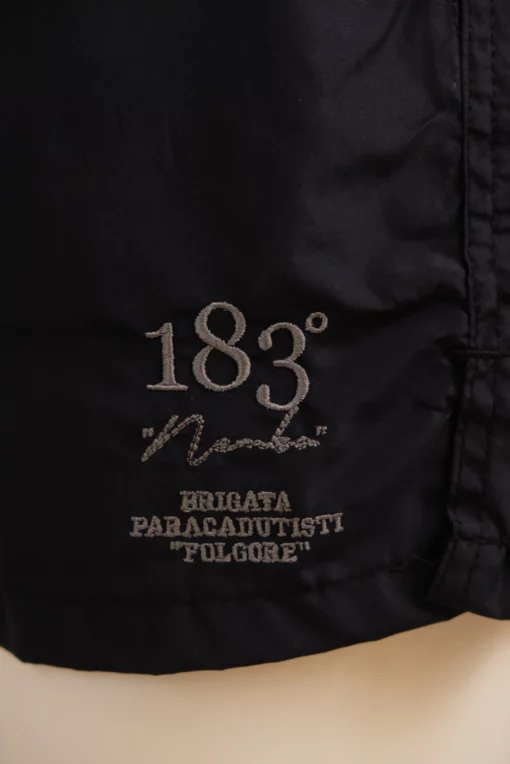 183°
"Nembo"
BRIGATA
PARACADUTISTI
"FOLGORE"